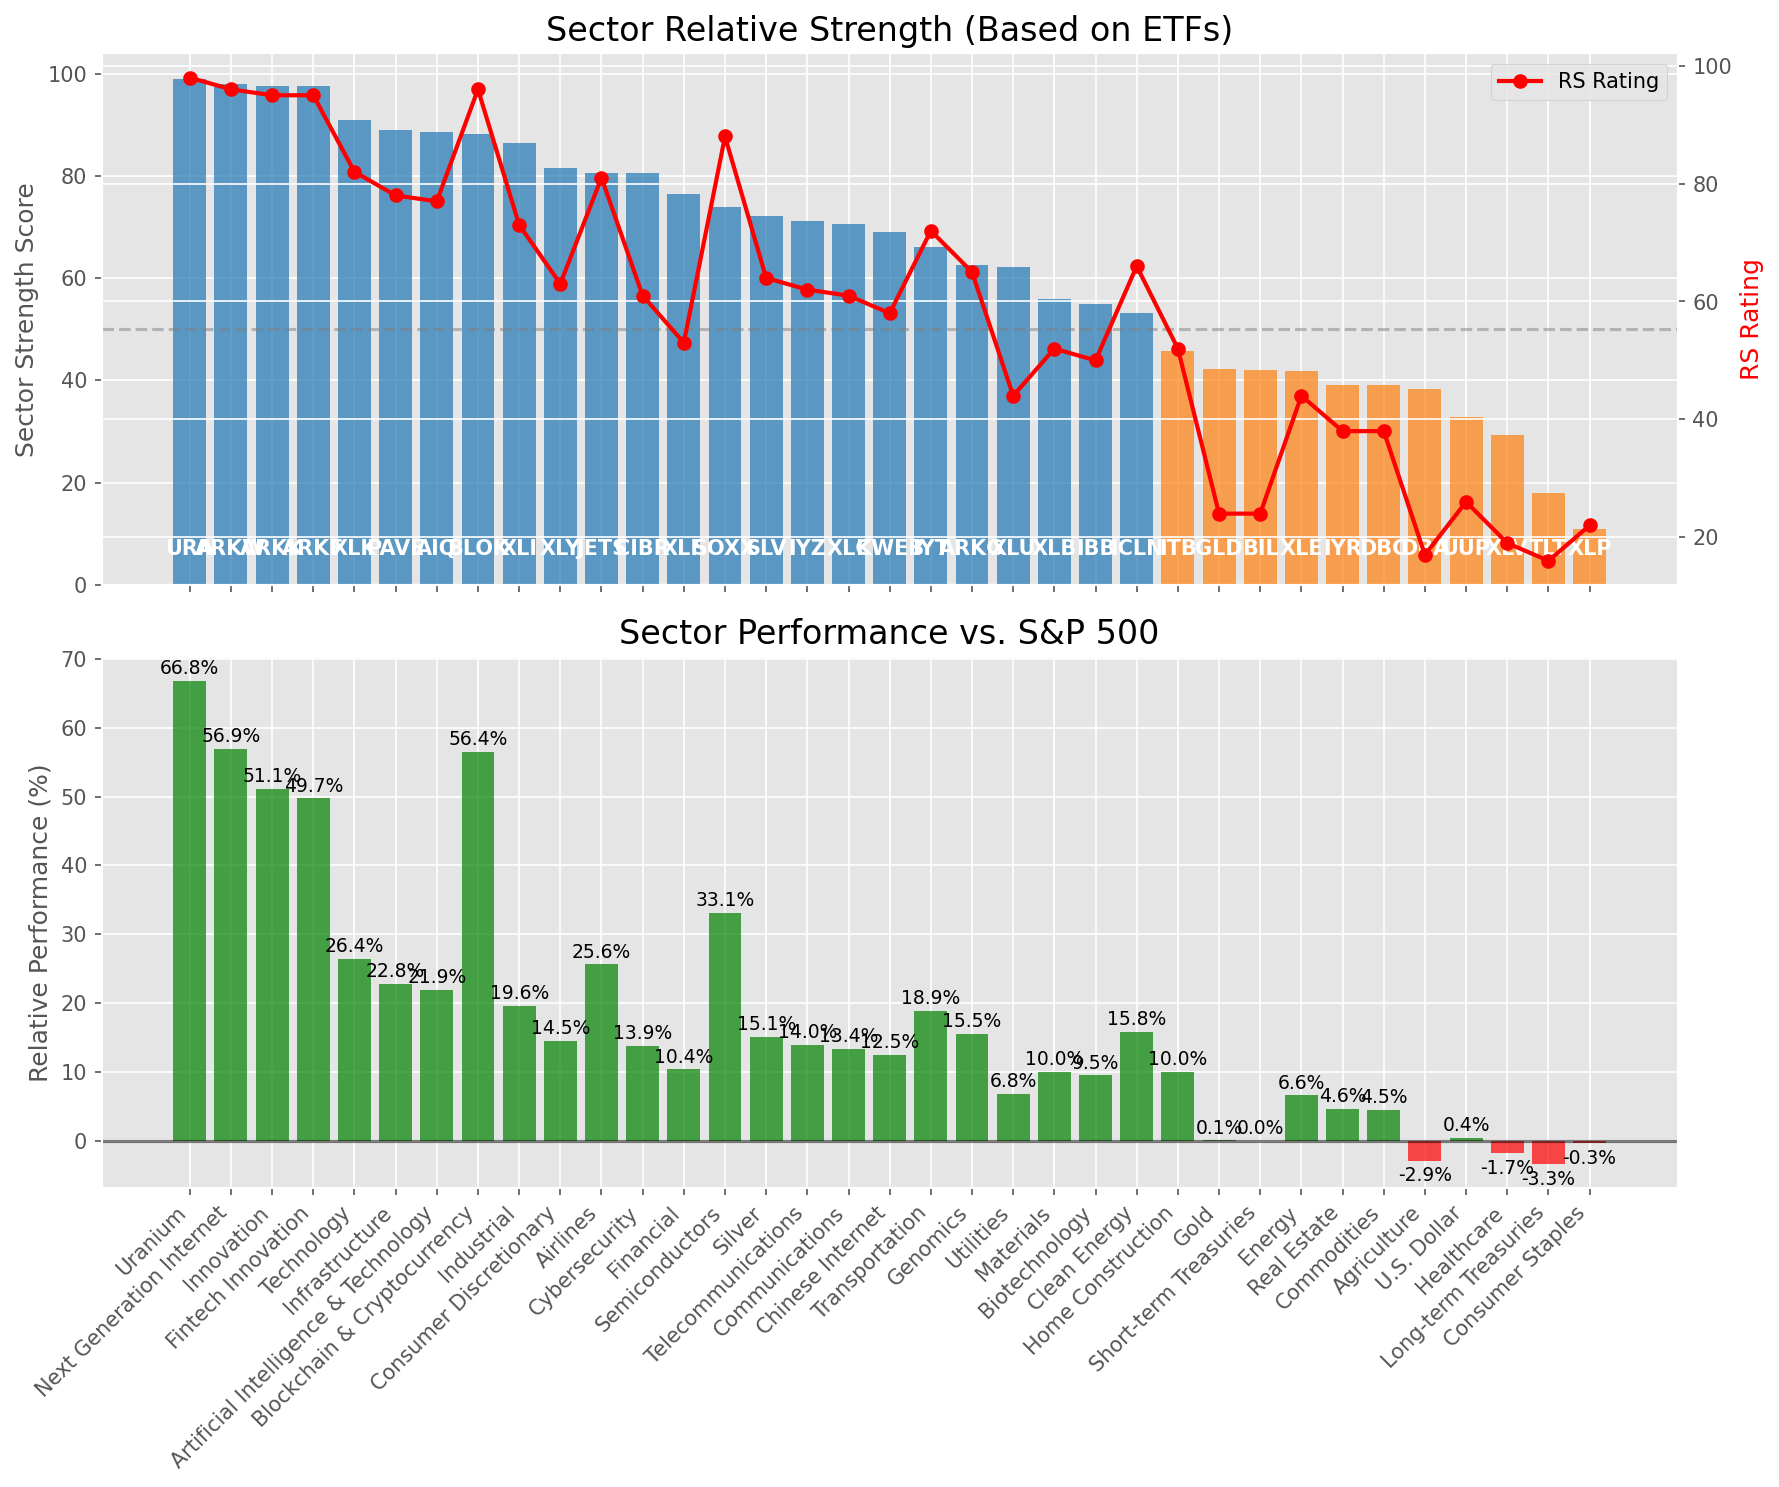 Sector Relative Strength (Based on ETFs)
Sector Strength Score
100
80
60
40
20
0
RS Rating
100
80
60
40
20
RS Rating
URA ARKW ARKK ARKF XLK PAVE AIQ BLOK XLI XLY JETS CIBR XLF SOXX SLV IYZ XLC KWEB IYT ARKG XLU XLB IBB ICLN ITB GLD BIL XLE IYR DBC DBA UUP XLV TLT XLP
Sector Performance vs. S&P 500
Relative Performance (%)
70
60
50
40
30
20
10
0
66.8%
56.9%
51.1%
49.7%
26.4%
22.8%
21.9%
56.4%
19.6%
14.5%
25.6%
13.9%
10.4%
33.1%
15.1%
14.0%
13.4%
12.5%
18.9%
15.5%
6.8%
10.0%
9.5%
15.8%
10.0%
0.1%
0.0%
6.6%
4.6%
4.5%
-2.9%
0.4%
-1.7%
-3.3%
-0.3%
Uranium
Next Generation Internet
Innovation
Fintech Innovation
Technology
Infrastructure
Artificial Intelligence & Technology
Blockchain & Cryptocurrency
Industrial
Consumer Discretionary
Airlines
Cybersecurity
Financial
Semiconductors
Silver
Telecommunications
Communications
Chinese Internet
Transportation
Genomics
Utilities
Materials
Biotechnology
Clean Energy
Home Construction
Gold
Short-term Treasuries
Energy
Real Estate
Commodities
Agriculture
U.S. Dollar
Healthcare
Long-term Treasuries
Consumer Staples